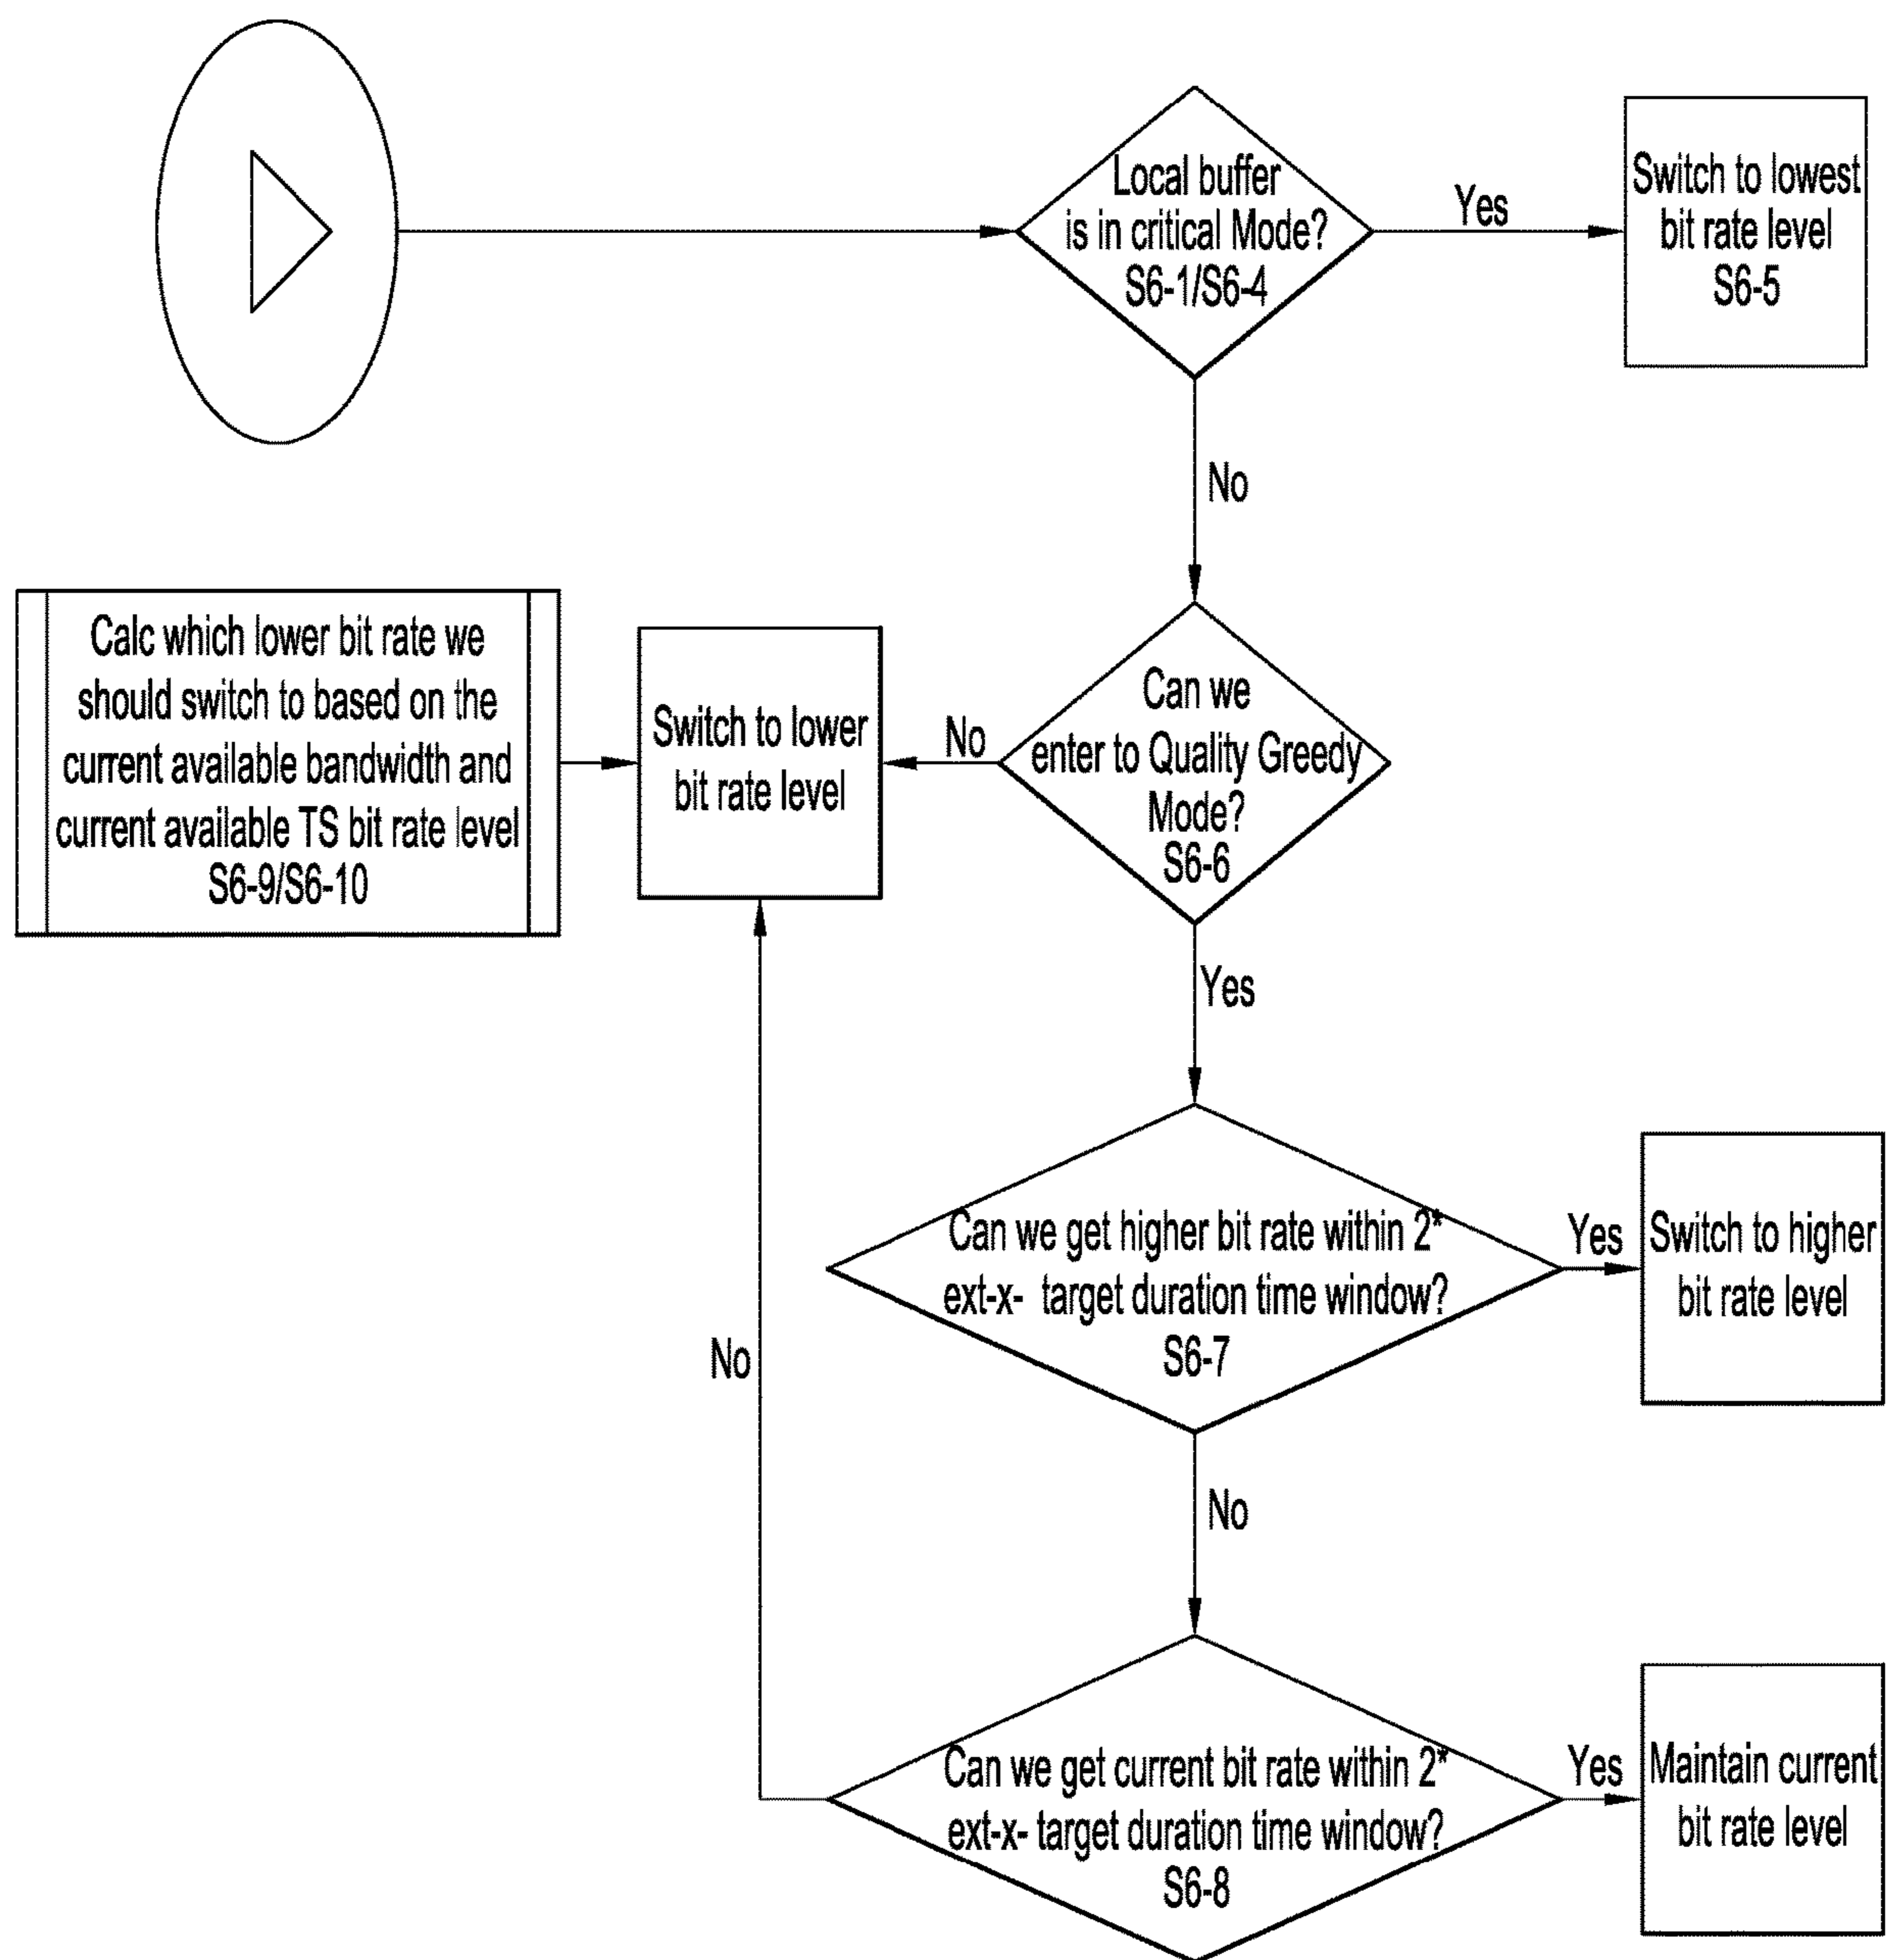 Local buffer
is in critical Mode?
S6-1/S6-4
Yes
Switch to lowest
bit rate level
S6-5
No
Calc which lower bit rate we
should switch to based on the
current available bandwidth and
current available TS bit rate level
S6-9/S6-10
Switch to lower
bit rate level
No
Can we
enter to Quality Greedy
Mode?
S6-6
Yes
Can we get higher bit rate within 2*
ext-x- target duration time window?
S6-7
Yes
Switch to higher
bit rate level
No
No
Can we get current bit rate within 2*
ext-x- target duration time window?
S6-8
Yes
Maintain current
bit rate level